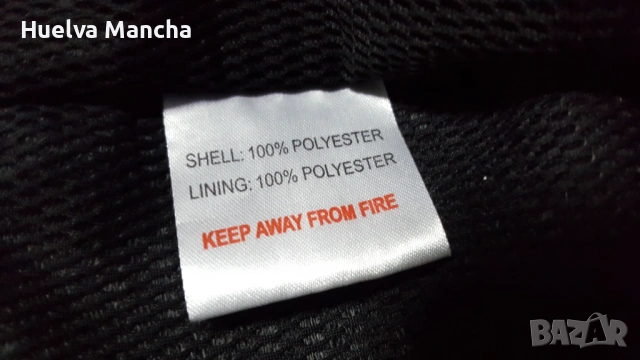 Huelva Mancha
SHELL: 100% POLYESTER
LINING: 100% POLYESTER
KEEP AWAY FROM FIRE
BAZAR